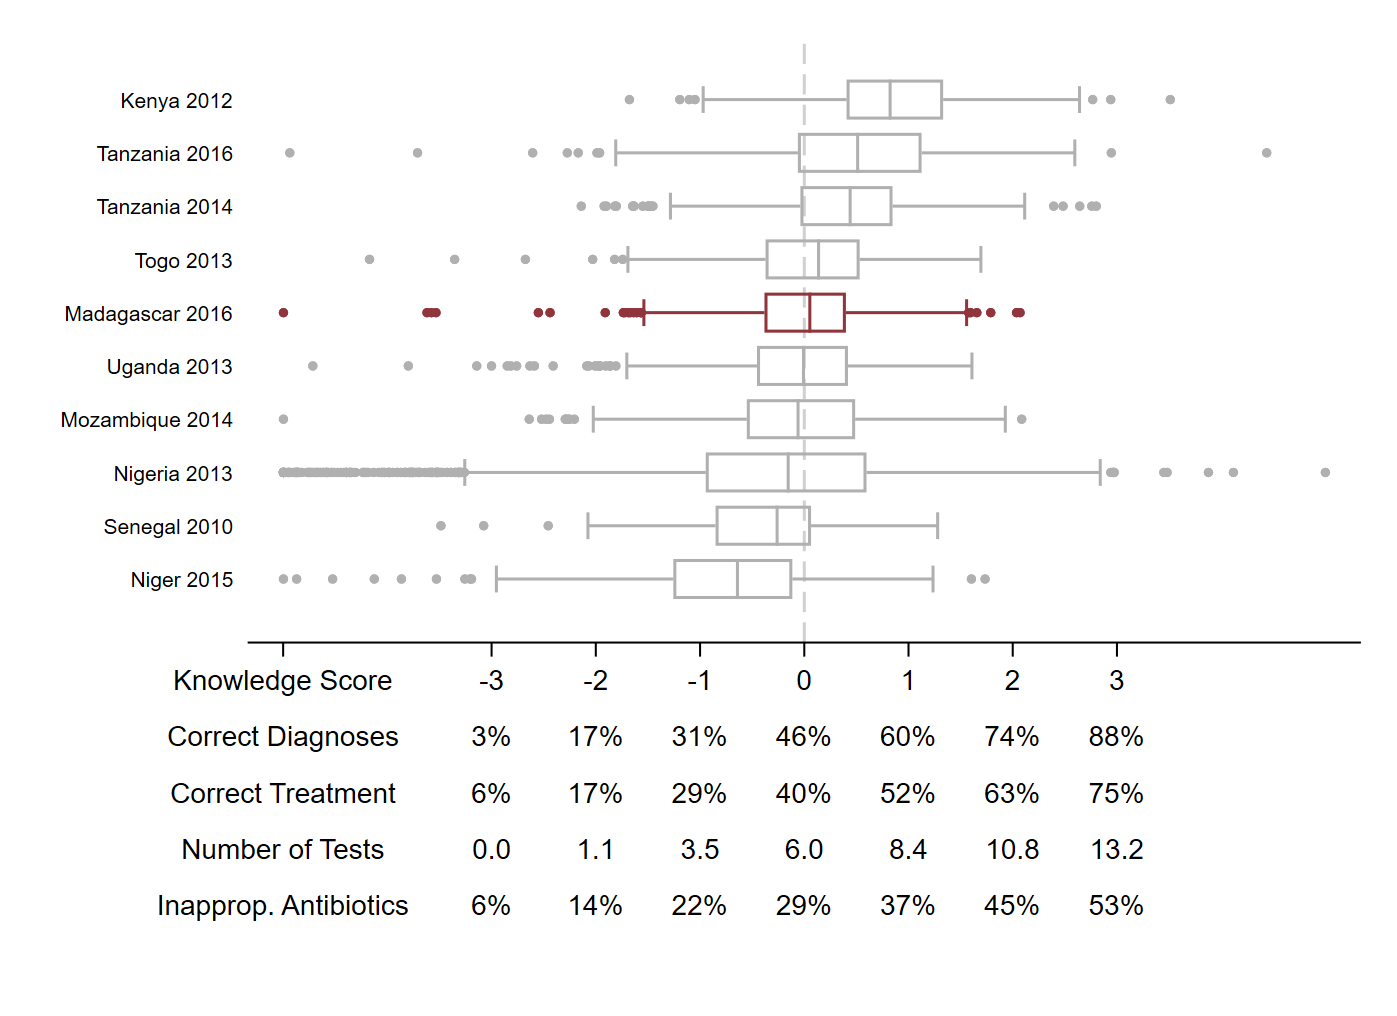 Kenya 2012
Tanzania 2016
Tanzania 2014
Togo 2013
Madagascar 2016
Uganda 2013
Mozambique 2014
Nigeria 2013
Senegal 2010
Niger 2015
Knowledge Score -3 -2 -1 0 1 2 3
Correct Diagnoses 3% 17% 31% 46% 60% 74% 88%
Correct Treatment 6% 17% 29% 40% 52% 63% 75%
Number of Tests 0.0 1.1 3.5 6.0 8.4 10.8 13.2
Inapprop. Antibiotics 6% 14% 22% 29% 37% 45% 53%